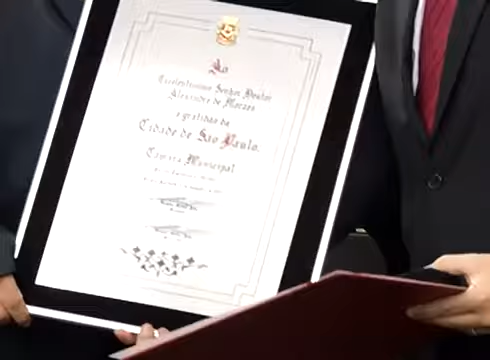 Ao
Excelentíssimo Senhor Doutor
Alexandre de Moraes
a gratidão da
Cidade de São Paulo.
Câmara Municipal